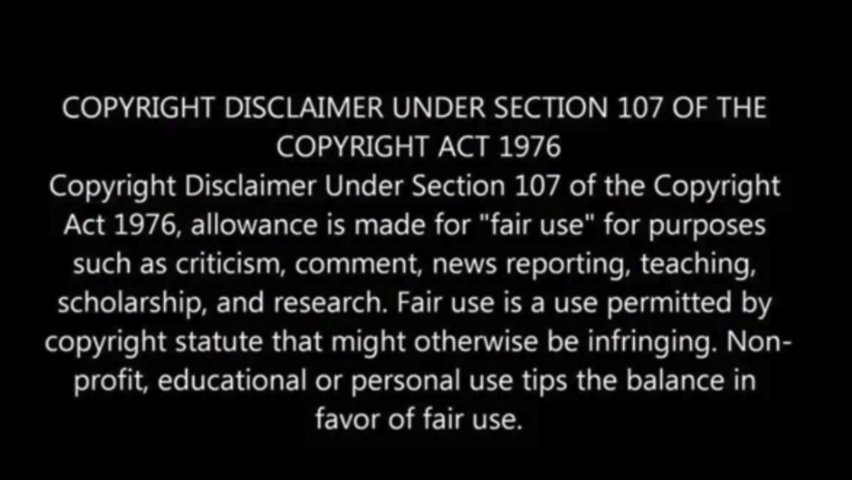 COPYRIGHT DISCLAIMER UNDER SECTION 107 OF THE
COPYRIGHT ACT 1976
Copyright Disclaimer Under Section 107 of the Copyright
Act 1976, allowance is made for "fair use" for purposes
such as criticism, comment, news reporting, teaching,
scholarship, and research. Fair use is a use permitted by
copyright statute that might otherwise be infringing. Non-
profit, educational or personal use tips the balance in
favor of fair use.